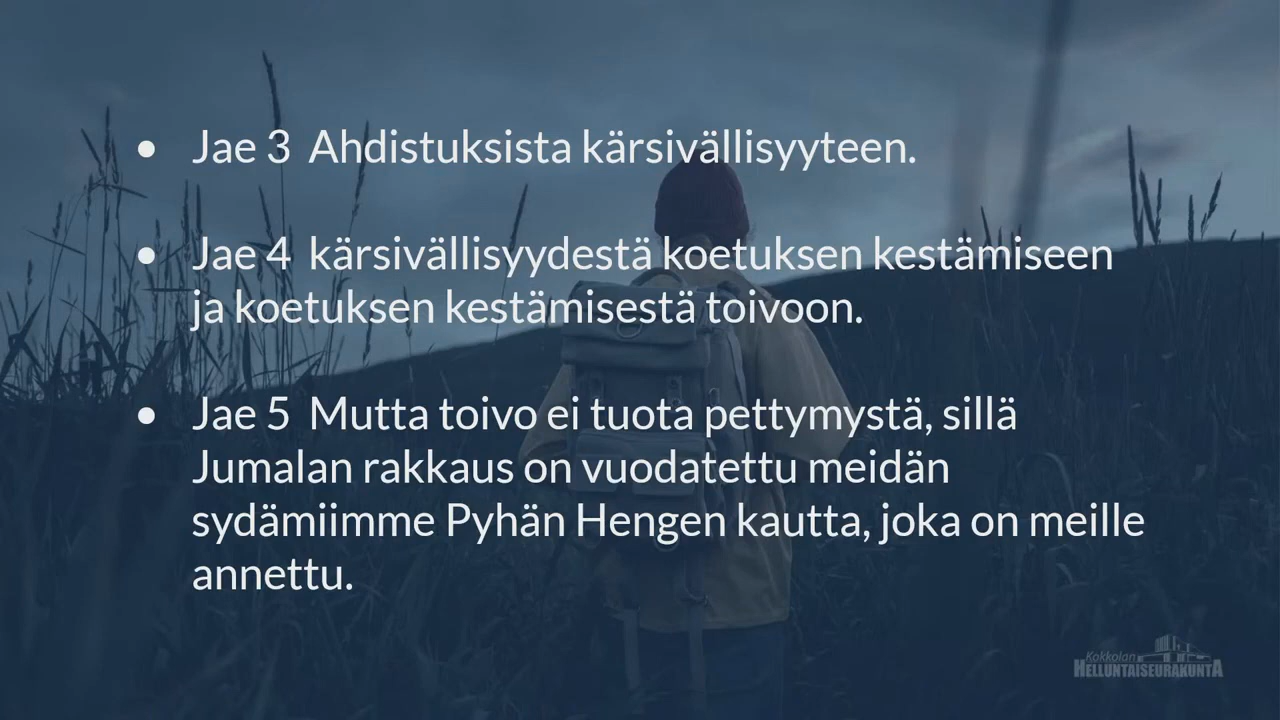 • Jae 3 Ahdistuksista kärsivällisyyteen.
• Jae 4 kärsivällisyydestä koetuksen kestämiseen
ja koetuksen kestämisestä toivoon.
• Jae 5 Mutta toivo ei tuota pettymystä, sillä
Jumalan rakkaus on vuodatettu meidän
sydämiimme Pyhän Hengen kautta, joka on meille
annettu.
Kokkolan
HELLUNTAISEURAKUNTA